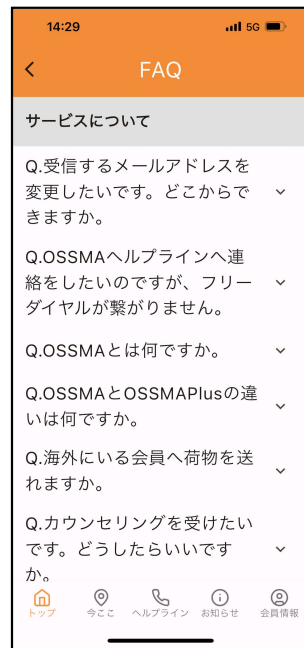 14:29
5G
FAQ
サービスについて
Q.受信するメールアドレスを
変更したいです。どこからで
きますか。
Q.OSSMAヘルプラインへ連
絡をしたいのですが、フリー
ダイヤルが繋がりません。
Q.OSSMAとは何ですか。
Q.OSSMAとOSSMAPlusの違
いは何ですか。
Q.海外にいる会員へ荷物を送
れますか。
Q.カウンセリングを受けたい
です。どうしたらいいです
か。
トップ 今ここ ヘルプライン お知らせ 会員情報